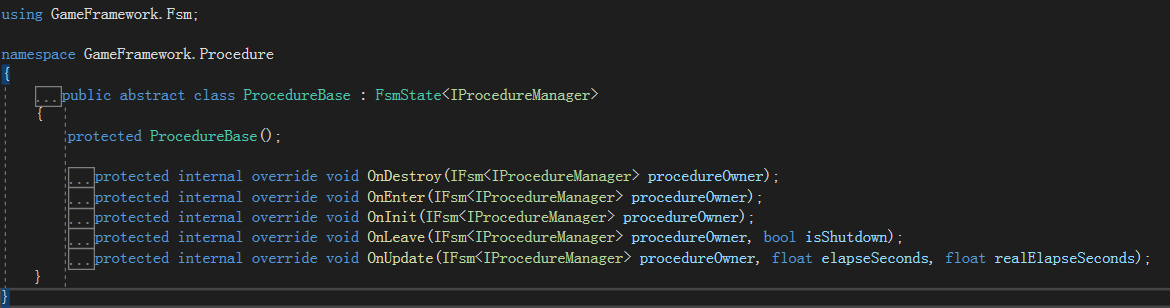 using GameFramework.Fsm;
namespace GameFramework.Procedure
{
...public abstract class ProcedureBase : FsmState<IProcedureManager>
{
protected ProcedureBase();
...protected internal override void OnDestroy(IFsm<IProcedureManager> procedureOwner);
...protected internal override void OnEnter(IFsm<IProcedureManager> procedureOwner);
...protected internal override void OnInit(IFsm<IProcedureManager> procedureOwner);
...protected internal override void OnLeave(IFsm<IProcedureManager> procedureOwner, bool isShutdown);
...protected internal override void OnUpdate(IFsm<IProcedureManager> procedureOwner, float elapseSeconds, float realElapseSeconds);
}
}